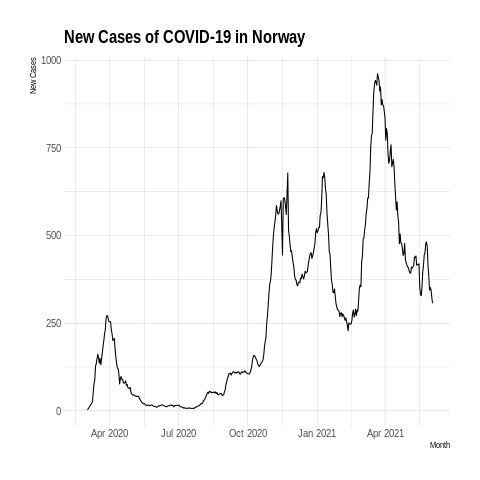 New Cases of COVID-19 in Norway
New Cases
1000
750
500
250
0
Apr 2020 Jul 2020 Oct 2020 Jan 2021 Apr 2021
Month